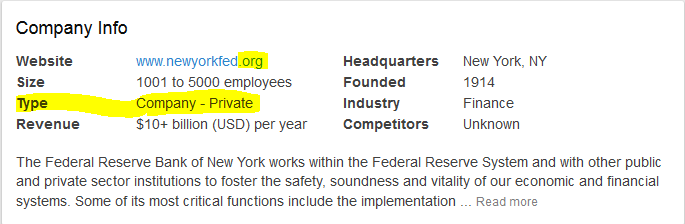 Company Info
Website www.newyorkfed.org Headquarters New York, NY
Size 1001 to 5000 employees Founded 1914
Type Company - Private Industry Finance
Revenue $10+ billion (USD) per year Competitors Unknown
The Federal Reserve Bank of New York works within the Federal Reserve System and with other public
and private sector institutions to foster the safety, soundness and vitality of our economic and financial
systems. Some of its most critical functions include the implementation ... Read more